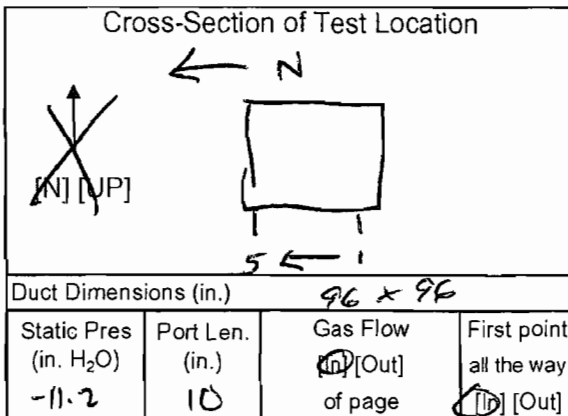 Cross-Section of Test Location
N
[N] [UP]
5 ← 1
Duct Dimensions (in.) 96 x 96
Static Pres Port Len. Gas Flow First point
(in. H₂O) (in.) [In] [Out] all the way
-11.2 10 of page [In] [Out]